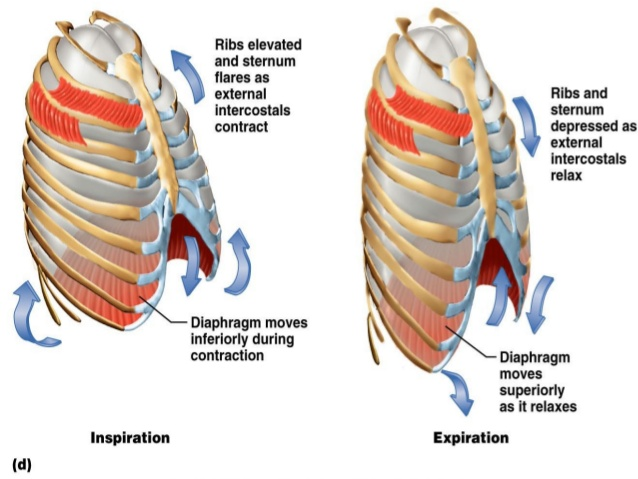 Ribs elevated
and sternum
flares as
external
intercostals
contract
Diaphragm moves
inferiorly during
contraction
Inspiration
Ribs and
sternum
depressed as
external
intercostals
relax
Diaphragm
moves
superiorly
as it relaxes
Expiration
(d)